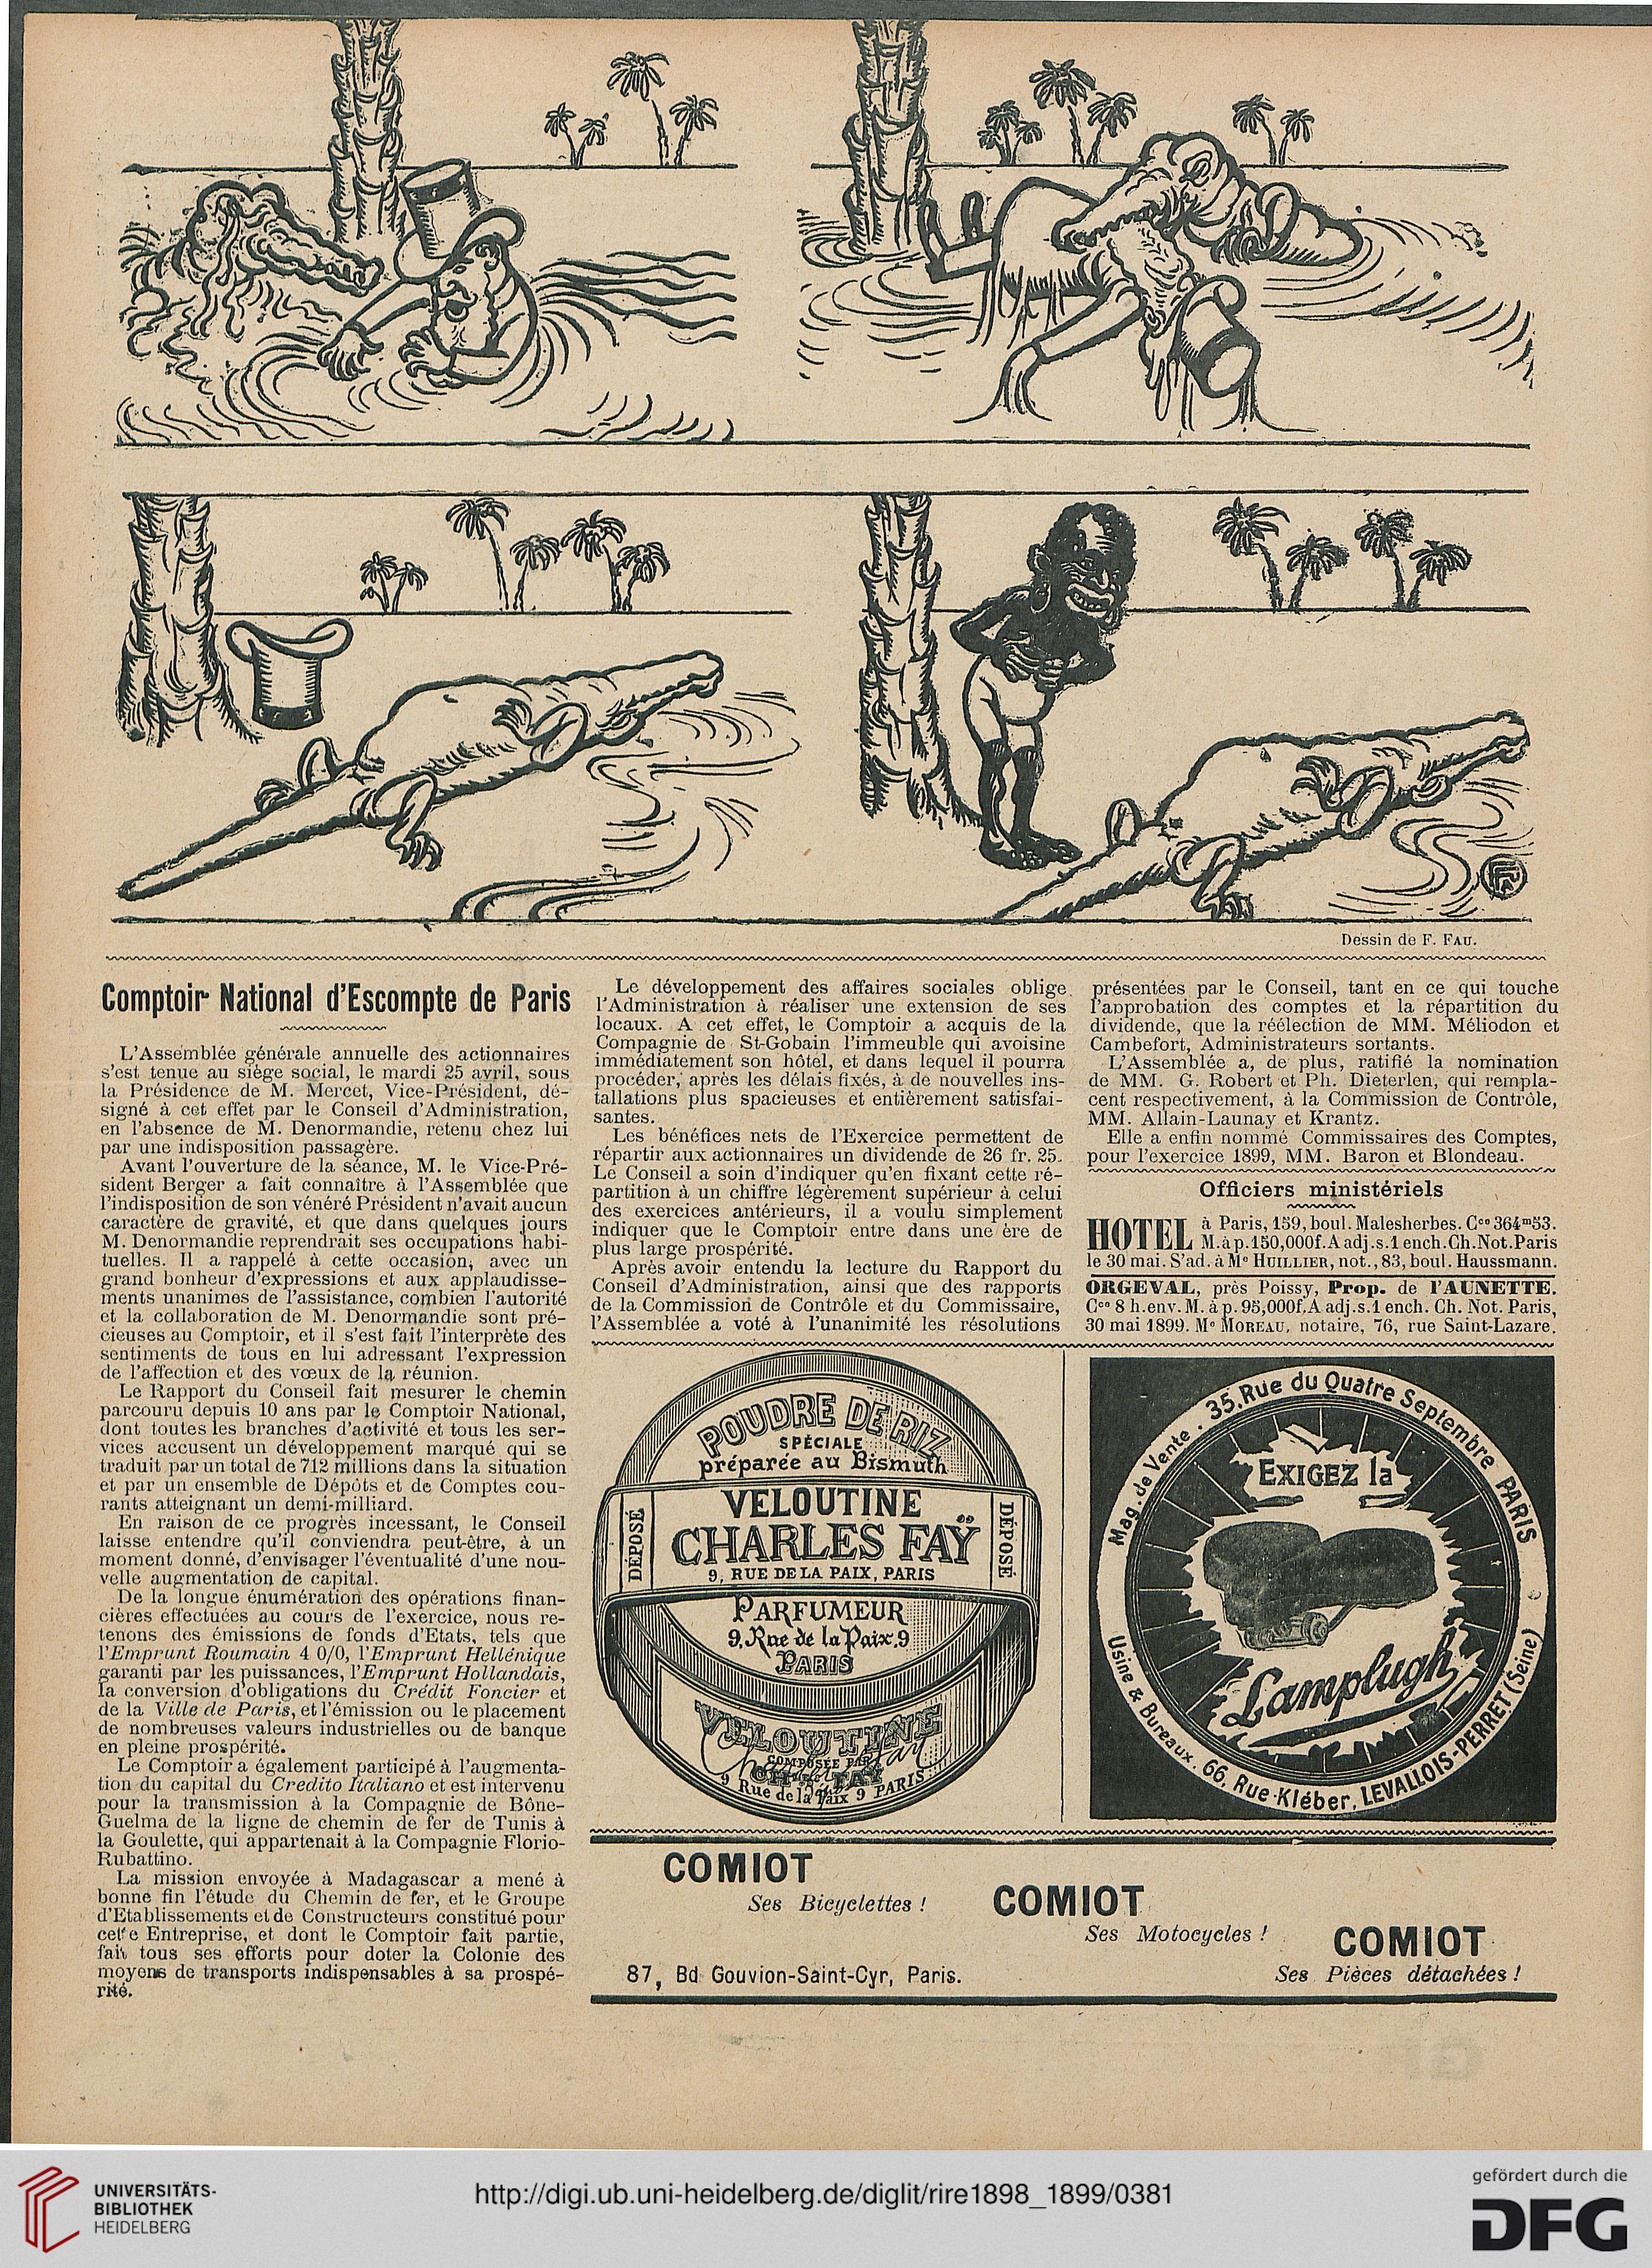 Dessin de F. FAU.
Comptoir National d'Escompte de Paris
L'Assemblée générale annuelle des actionnaires
s'est tenue au siège social, le mardi 25 avril, sous
la Présidence de M. Mercet, Vice-Président, dé-
signé à cet effet par le Conseil d'Administration,
en l'absence de M. Denormandie, retenu chez lui
par une indisposition passagère.
Avant l'ouverture de la séance, M. le Vice-Pré-
sident Berger a fait connaître à l'Assemblée que
l'indisposition de son vénéré Président n'avait aucun
caractère de gravité, et que dans quelques jours
M. Denormandie reprendrait ses occupations habi-
tuelles. Il a rappelé à cette occasion, avec un
grand bonheur d'expressions et aux applaudisse-
ments unanimes de l'assistance, combien l'autorité
et la collaboration de M. Denormandie sont pré-
cieuses au Comptoir, et il s'est fait l'interprète des
sentiments de tous en lui adressant l'expression
de l'affection et des vœux de la réunion.
Le Rapport du Conseil fait mesurer le chemin
parcouru depuis 10 ans par le Comptoir National,
dont toutes les branches d'activité et tous les ser-
vices accusent un développement marqué qui se
traduit par un total de 712 millions dans la situation
et par un ensemble de Dépôts et de Comptes cou-
rants atteignant un demi-milliard.
En raison de ce progrès incessant, le Conseil
laisse entendre qu'il conviendra peut-être, à un
moment donné, d'envisager l'éventualité d'une nou-
velle augmentation de capital.
De la longue énumération des opérations finan-
cières effectuées au cours de l'exercice, nous re-
tenons des émissions de fonds d'Etats, tels que
l'Emprunt Roumain 4 0/0, l'Emprunt Hellénique
garanti par les puissances, l'Emprunt Hollandais,
la conversion d'obligations du Crédit Foncier et
de la Ville de Paris, et l'émission ou le placement
de nombreuses valeurs industrielles ou de banque
en pleine prospérité.
Le Comptoir a également participé à l'augmenta-
tion du capital du Credito Italiano et est intervenu
pour la transmission à la Compagnie de Bône-
Guelma de la ligne de chemin de fer de Tunis à
la Goulette, qui appartenait à la Compagnie Florio-
Rubattino.
La mission envoyée à Madagascar a mené à
bonne fin l'étude du Chemin de fer, et le Groupe
d'Etablissements et de Constructeurs constitué pour
cette Entreprise, et dont le Comptoir fait partie,
fait tous ses efforts pour doter la Colonie des
moyens de transports indispensables à sa prospé-
rité.
Le développement des affaires sociales oblige
l'Administration à réaliser une extension de ses
locaux. A cet effet, le Comptoir a acquis de la
Compagnie de St-Gobain l'immeuble qui avoisine
immédiatement son hôtel, et dans lequel il pourra
procéder, après les délais fixés, à de nouvelles ins-
tallations plus spacieuses et entièrement satisfai-
santes.
Les bénéfices nets de l'Exercice permettent de
répartir aux actionnaires un dividende de 26 fr. 25.
Le Conseil a soin d'indiquer qu'en fixant cette ré-
partition à un chiffre légèrement supérieur à celui
des exercices antérieurs, il a voulu simplement
indiquer que le Comptoir entre dans une ère de
plus large prospérité.
Après avoir entendu la lecture du Rapport du
Conseil d'Administration, ainsi que des rapports
de la Commission de Contrôle et du Commissaire,
l'Assemblée a voté à l'unanimité les résolutions
présentées par le Conseil, tant en ce qui touche
l'approbation des comptes et la répartition du
dividende, que la réélection de MM. Méliodon et
Cambefort, Administrateurs sortants.
L'Assemblée a, de plus, ratifié la nomination
de MM. G. Robert et Ph. Dieterlen, qui rempla-
cent respectivement, à la Commission de Contrôle,
MM. Allain-Launay et Krantz.
Elle a enfin nommé Commissaires des Comptes,
pour l'exercice 1899, MM. Baron et Blondeau.
Officiers ministériels
HOTEL à Paris, 159, boul. Malesherbes. Cce 364m53.
M. à p. 150,000f. A adj. s. 1 ench. Ch. Not. Paris
le 30 mai. S'ad. à Me HUILLIER, not., 83, boul. Haussmann.
ORGEVAL, près Poissy, Prop. de l'AUNETTE.
Cce 8 h. env. M. à p. 95,000f. A adj. s. 1 ench. Ch. Not. Paris,
30 mai 1899. Me MOREAU, notaire, 76, rue Saint-Lazare.
POUDRE DE RIZ
SPÉCIALE
préparée au Bismuth
DÉPOSÉ
VELOUTINE
CHARLES FAŸ
9, RUE DE LA PAIX, PARIS
DÉPOSÉ
PARFUMEUR
9, Rue de la Paix, 9
PARIS
VELOUTINE
Charles Fay
COMPOSÉE PAR
CH FAY
9 Rue de la Paix 9 PARIS
Mag. de Vente. 35, Rue du Quatre Septembre PARIS
EXIGEZ la
Lamplugh
Usine & Bureaux. 66, Rue Kléber, LEVALLOIS-PERRET (Seine)
COMIOT
Ses Bicyclettes !
COMIOT
Ses Motocycles !
COMIOT
87, Bd Gouvion-Saint-Cyr, Paris.
Ses Pièces détachées !
UNIVERSITÄTS-
BIBLIOTHEK
HEIDELBERG
http://digi.ub.uni-heidelberg.de/diglit/rire1898_1899/0381
gefördert durch die
DFG